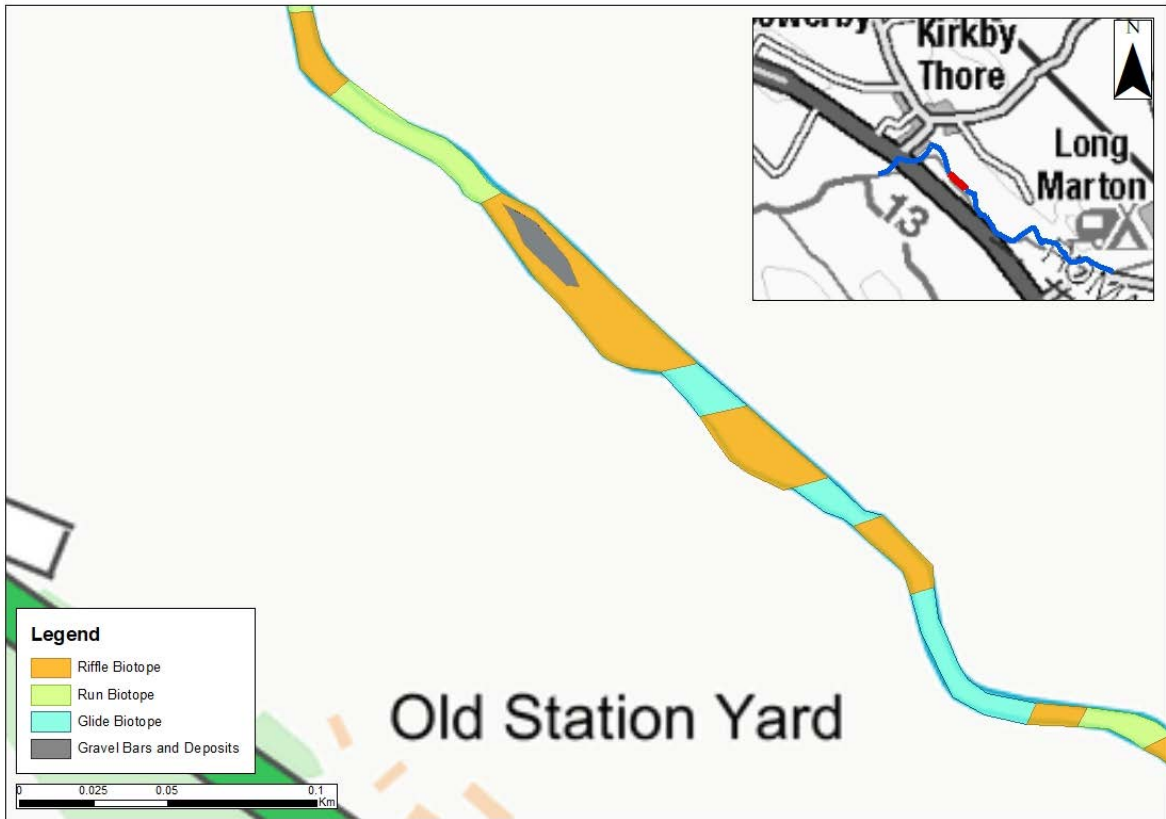 Kirkby
Thore
N
Long
Marton
13
Legend
Riffle Biotope
Run Biotope
Glide Biotope
Gravel Bars and Deposits
Old Station Yard
0 0.025 0.05 0.1
Km